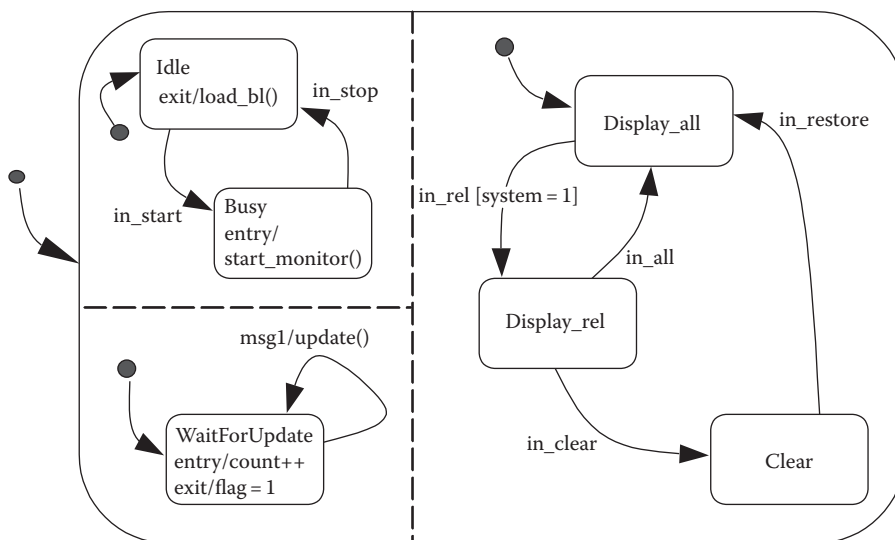 Idle
exit/load_bl()
in_stop
in_start
Busy
entry/
start_monitor()
msg1/update()
WaitForUpdate
entry/count++
exit/flag = 1
Display_all
in_restore
in_rel [system = 1]
in_all
Display_rel
in_clear
Clear